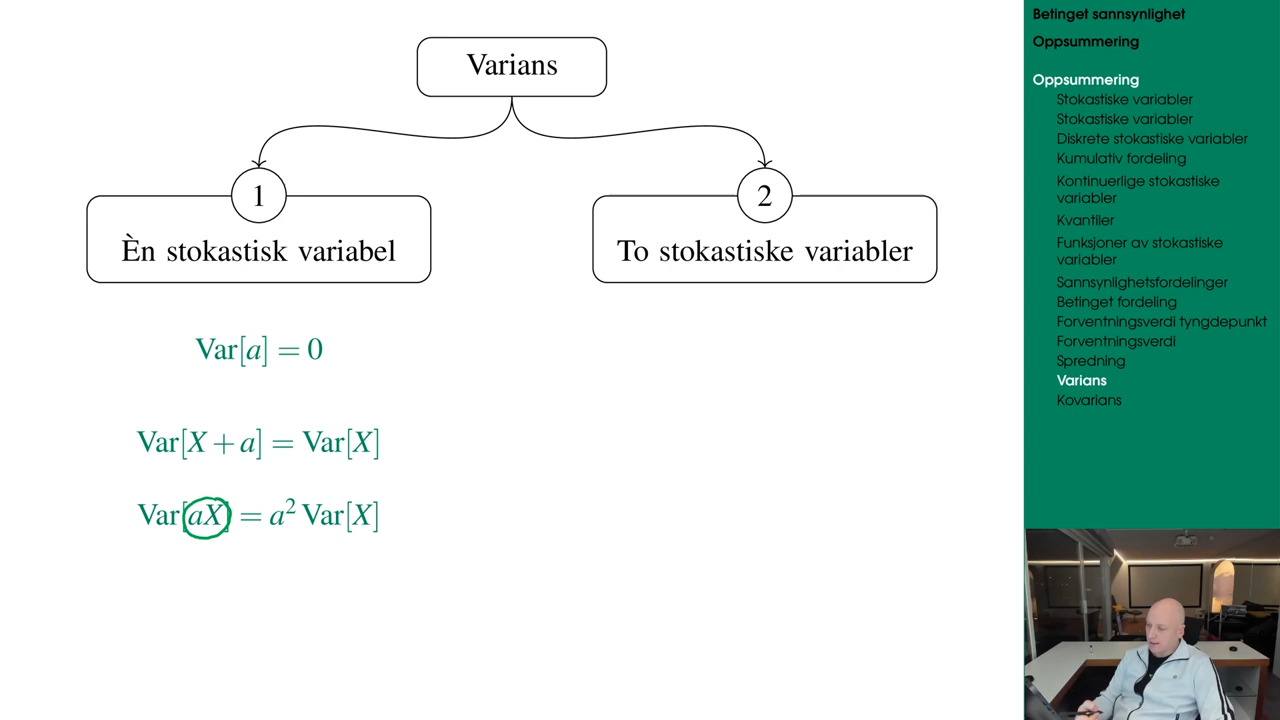 Varians
1
2
Èn stokastisk variabel
To stokastiske variabler
Var[a] = 0
Var[X + a] = Var[X]
Var[aX] = a² Var[X]
Betinget sannsynlighet
Oppsummering
Oppsummering
Stokastiske variabler
Stokastiske variabler
Diskrete stokastiske variabler
Kumulativ fordeling
Kontinuerlige stokastiske
variabler
Kvantiler
Funksjoner av stokastiske
variabler
Sannsynlighetsfordelinger
Betinget fordeling
Forventningsverdi tyngdepunkt
Forventningsverdi
Spredning
Varians
Kovarians